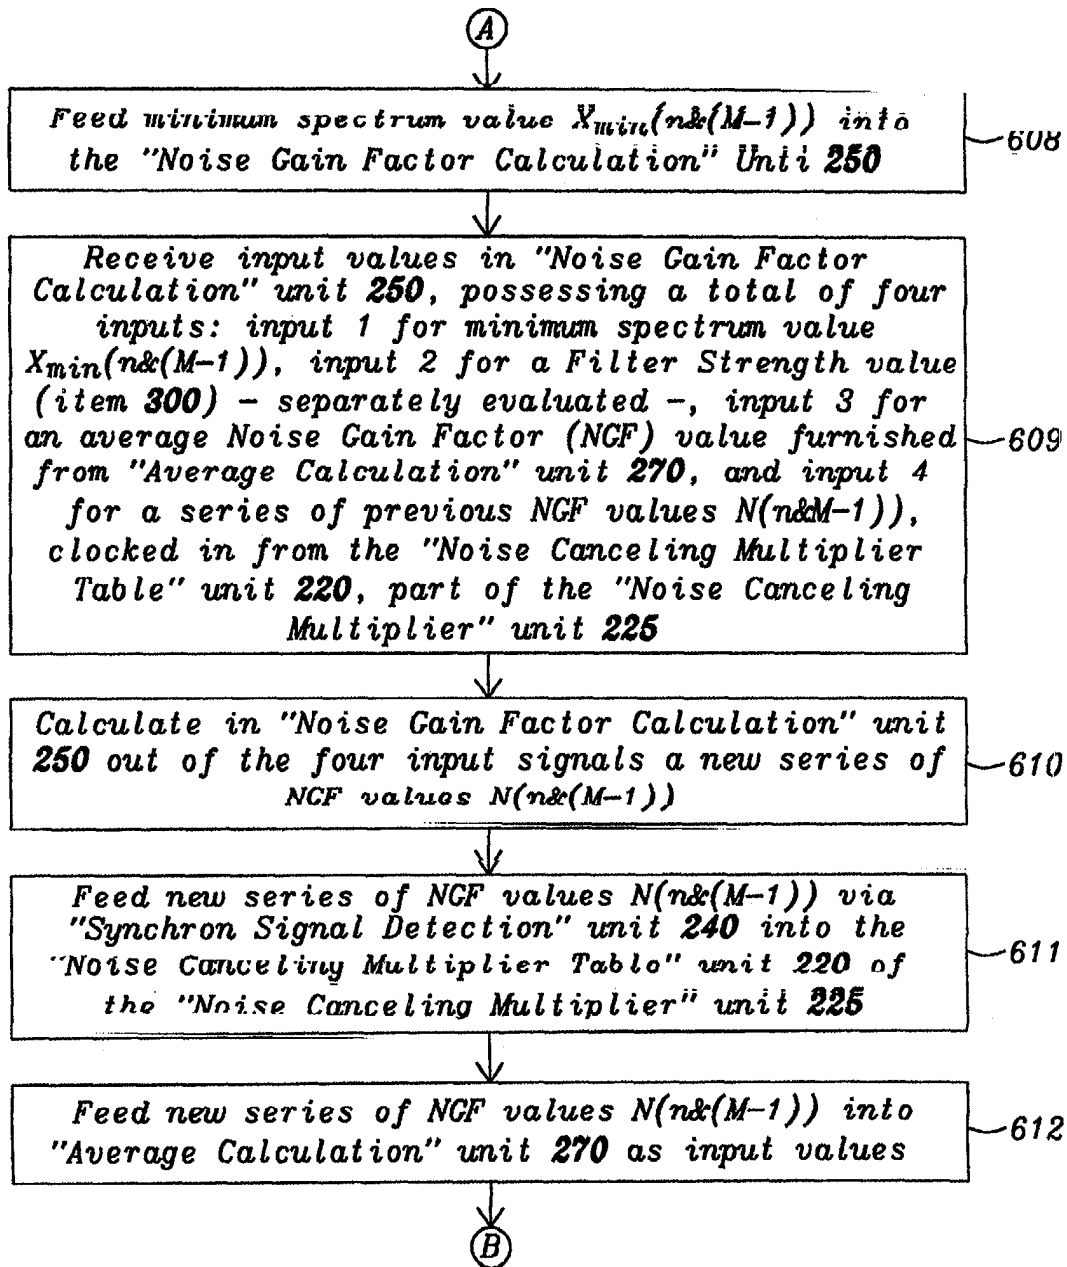 A
Feed minimum spectrum value Xmin(n&(M-1)) into
the "Noise Gain Factor Calculation" Unti 250
608
Receive input values in "Noise Gain Factor
Calculation" unit 250, possessing a total of four
inputs: input 1 for minimum spectrum value
Xmin(n&(M-1)), input 2 for a Filter Strength value
(item 300) - separately evaluated -, input 3 for
an average Noise Gain Factor (NGF) value furnished
from "Average Calculation" unit 270, and input 4
for a series of previous NGF values N(n&M-1)),
clocked in from the "Noise Canceling Multiplier
Table" unit 220, part of the "Noise Canceling
Multiplier" unit 225
609
Calculate in "Noise Gain Factor Calculation" unit
250 out of the four input signals a new series of
NGF values N(n&(M-1))
610
Feed new series of NGF values N(n&(M-1)) via
"Synchron Signal Detection" unit 240 into the
"Noise Canceling Multiplier Table" unit 220 of
the "Noise Canceling Multiplier" unit 225
611
Feed new series of NGF values N(n&(M-1)) into
"Average Calculation" unit 270 as input values
612
B